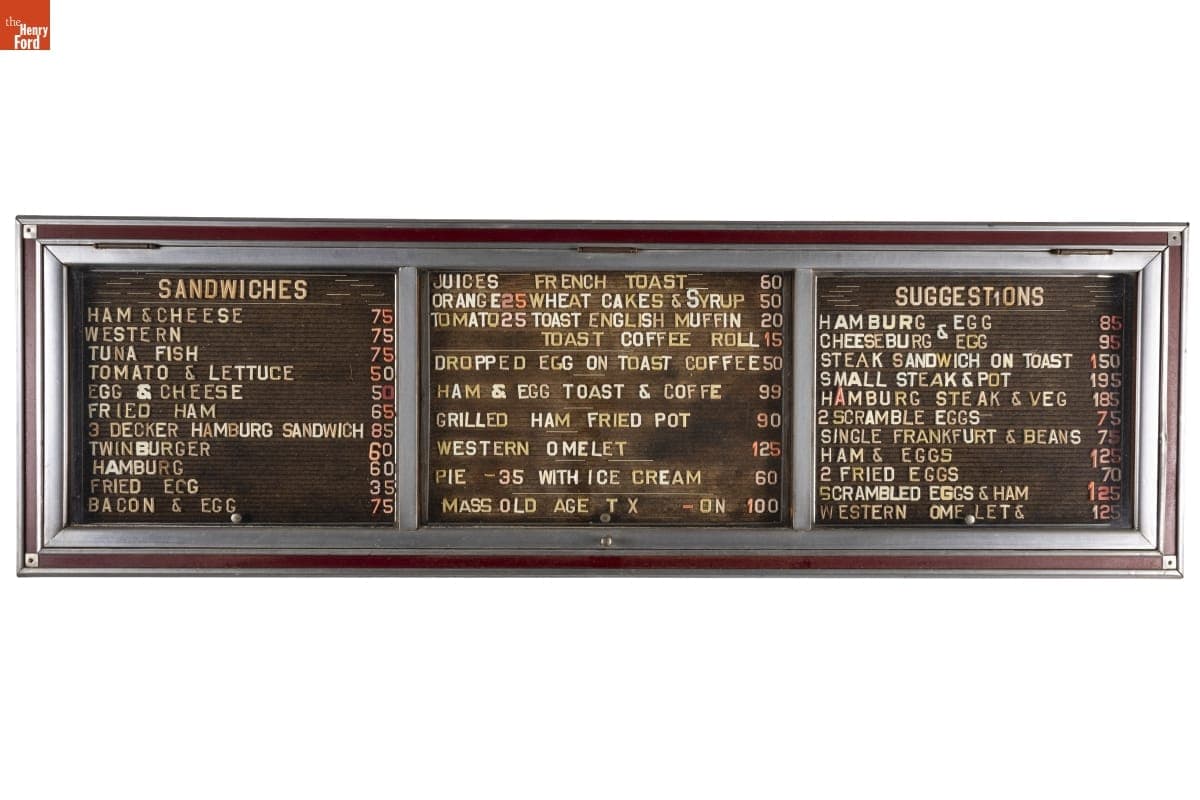 the
Henry
Ford
SANDWICHES
HAM & CHEESE 75
WESTERN 75
TUNA FISH 75
TOMATO & LETTUCE 50
EGG & CHEESE 50
FRIED HAM 65
3 DECKER HAMBURG SANDWICH 85
TWINBURGER 60
HAMBURG 60
FRIED ECG 35
BACON & EGG 75
JUICES FRENCH TOAST 60
ORANGE 25 WHEAT CAKES & SYRUP 50
TOMATO 25 TOAST ENGLISH MUFFIN 20
TOAST COFFEE ROLL 15
DROPPED EGG ON TOAST COFFEE 50
HAM & EGG TOAST & COFFE 99
GRILLED HAM FRIED POT 90
WESTERN OMELET 125
PIE - 35 WITH ICE CREAM 60
MASS OLD AGE T X - ON 100
SUGGEST1ONS
HAMBURG & EGG 85
CHEESEBURG & EGG 95
STEAK SANDWICH ON TOAST 150
SMALL STEAK & POT 195
HAMBURG STEAK & VEG 185
2 SCRAMBLE EGGS 75
SINGLE FRANKFURT & BEANS 75
HAM & EGGS 125
2 FRIED EGGS 70
SCRAMBLED EGGS & HAM 125
WESTERN OMELET & 125